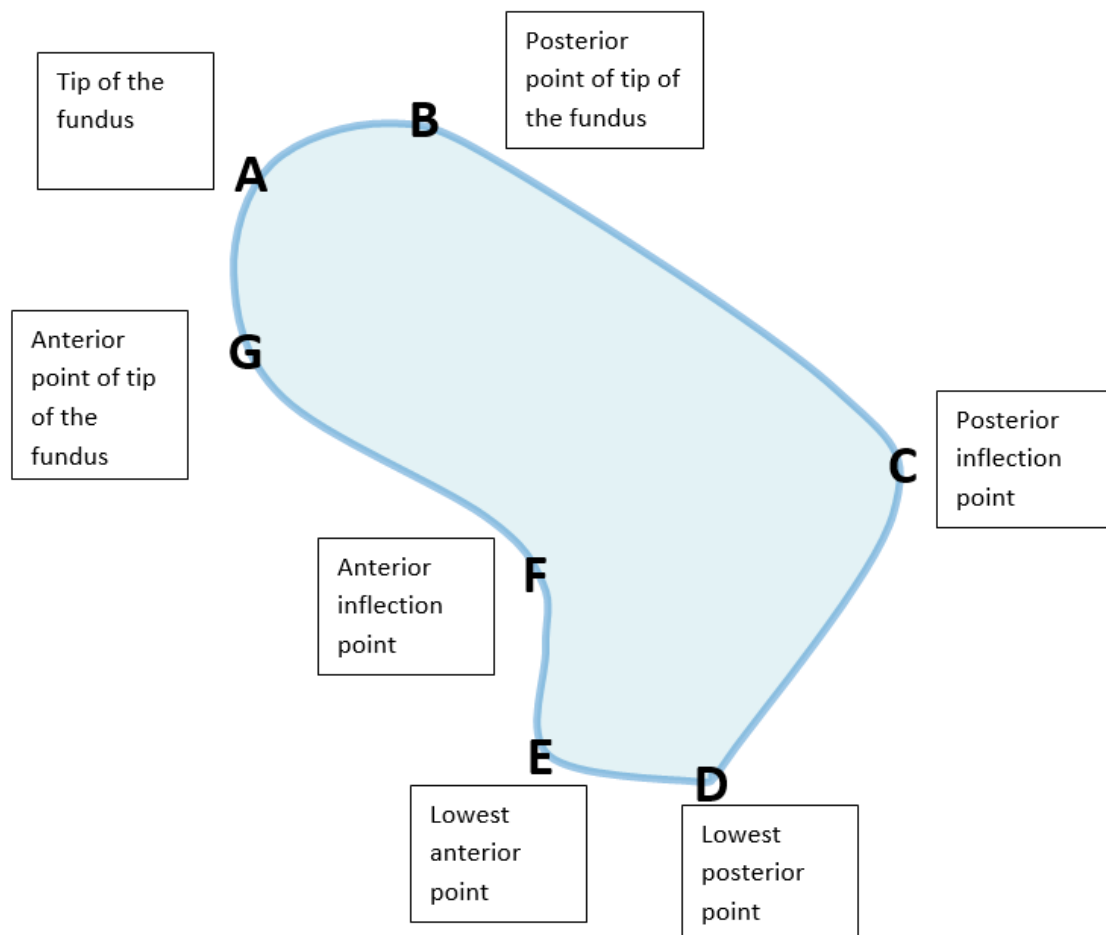 Posterior
point of tip of
the fundus
Tip of the
fundus
B
A
Anterior
point of tip
of the
fundus
G
Posterior
inflection
point
C
Anterior
inflection
point
F
E
D
Lowest
anterior
point
Lowest
posterior
point